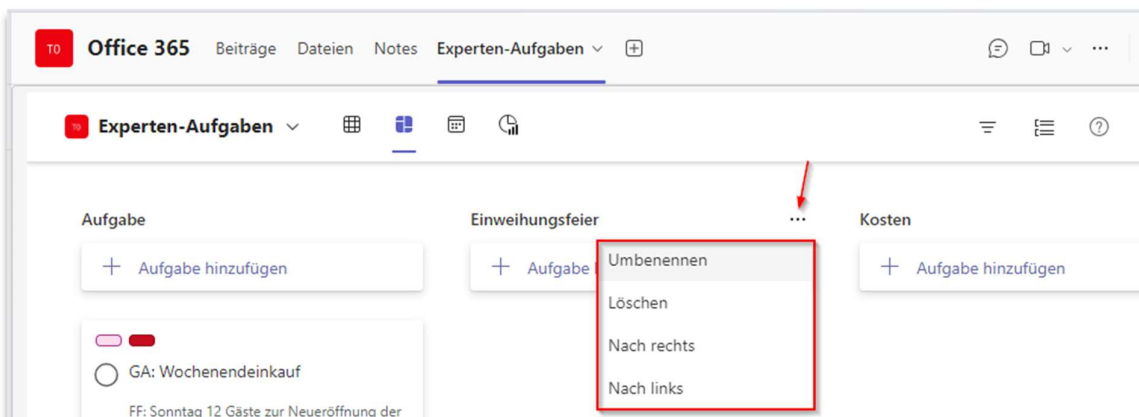 TO Office 365 Beiträge Dateien Notes Experten-Aufgaben
TO Experten-Aufgaben
Aufgabe Einweihungsfeier ... Kosten
+ Aufgabe hinzufügen + Aufgabe + Aufgabe hinzufügen
Umbenennen
Löschen
Nach rechts
Nach links
GA: Wochenendeinkauf
FF: Sonntag 12 Gäste zur Neueröffnung der